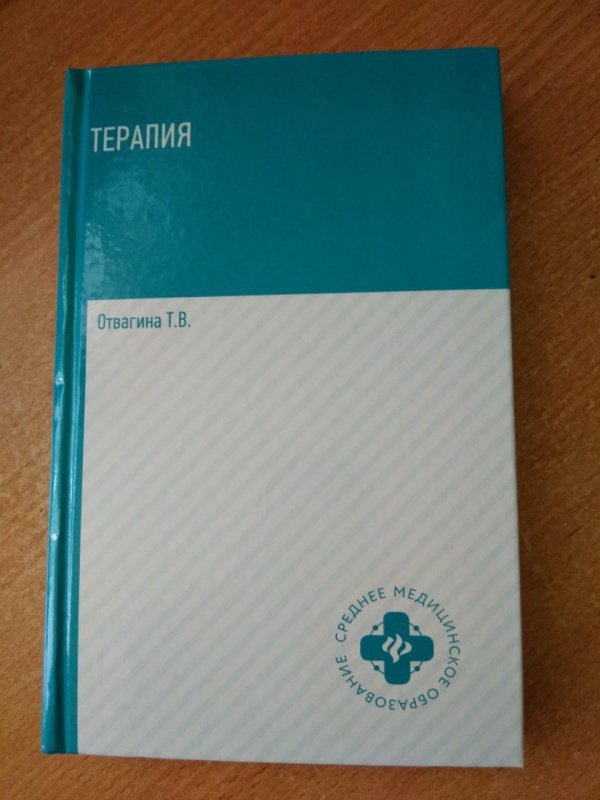 ТЕРАПИЯ
Отвагина Т.В.
СРЕДНЕЕ МЕДИЦИНСКОЕ ОБРАЗОВАНИЕ